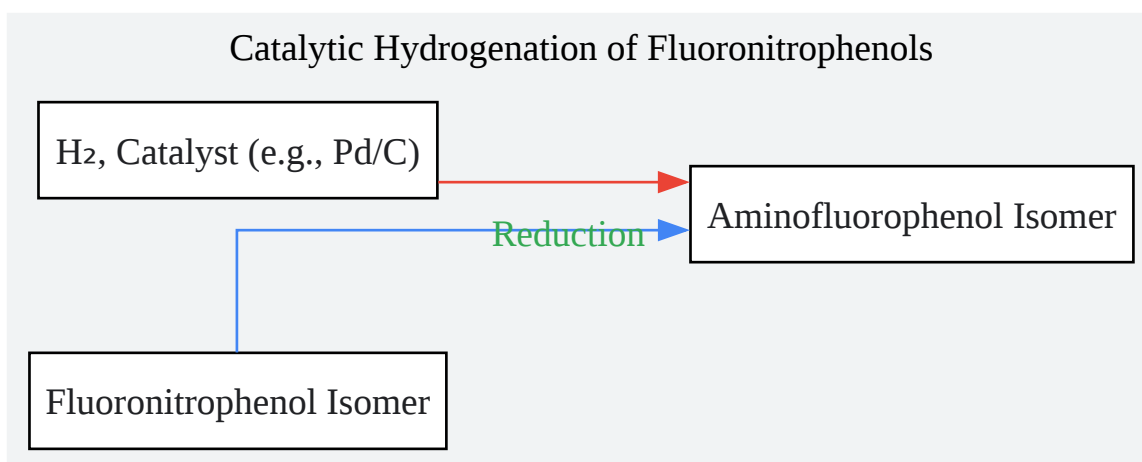 Catalytic Hydrogenation of Fluoronitrophenols
H₂, Catalyst (e.g., Pd/C)
Aminofluorophenol Isomer
Reduction
Fluoronitrophenol Isomer